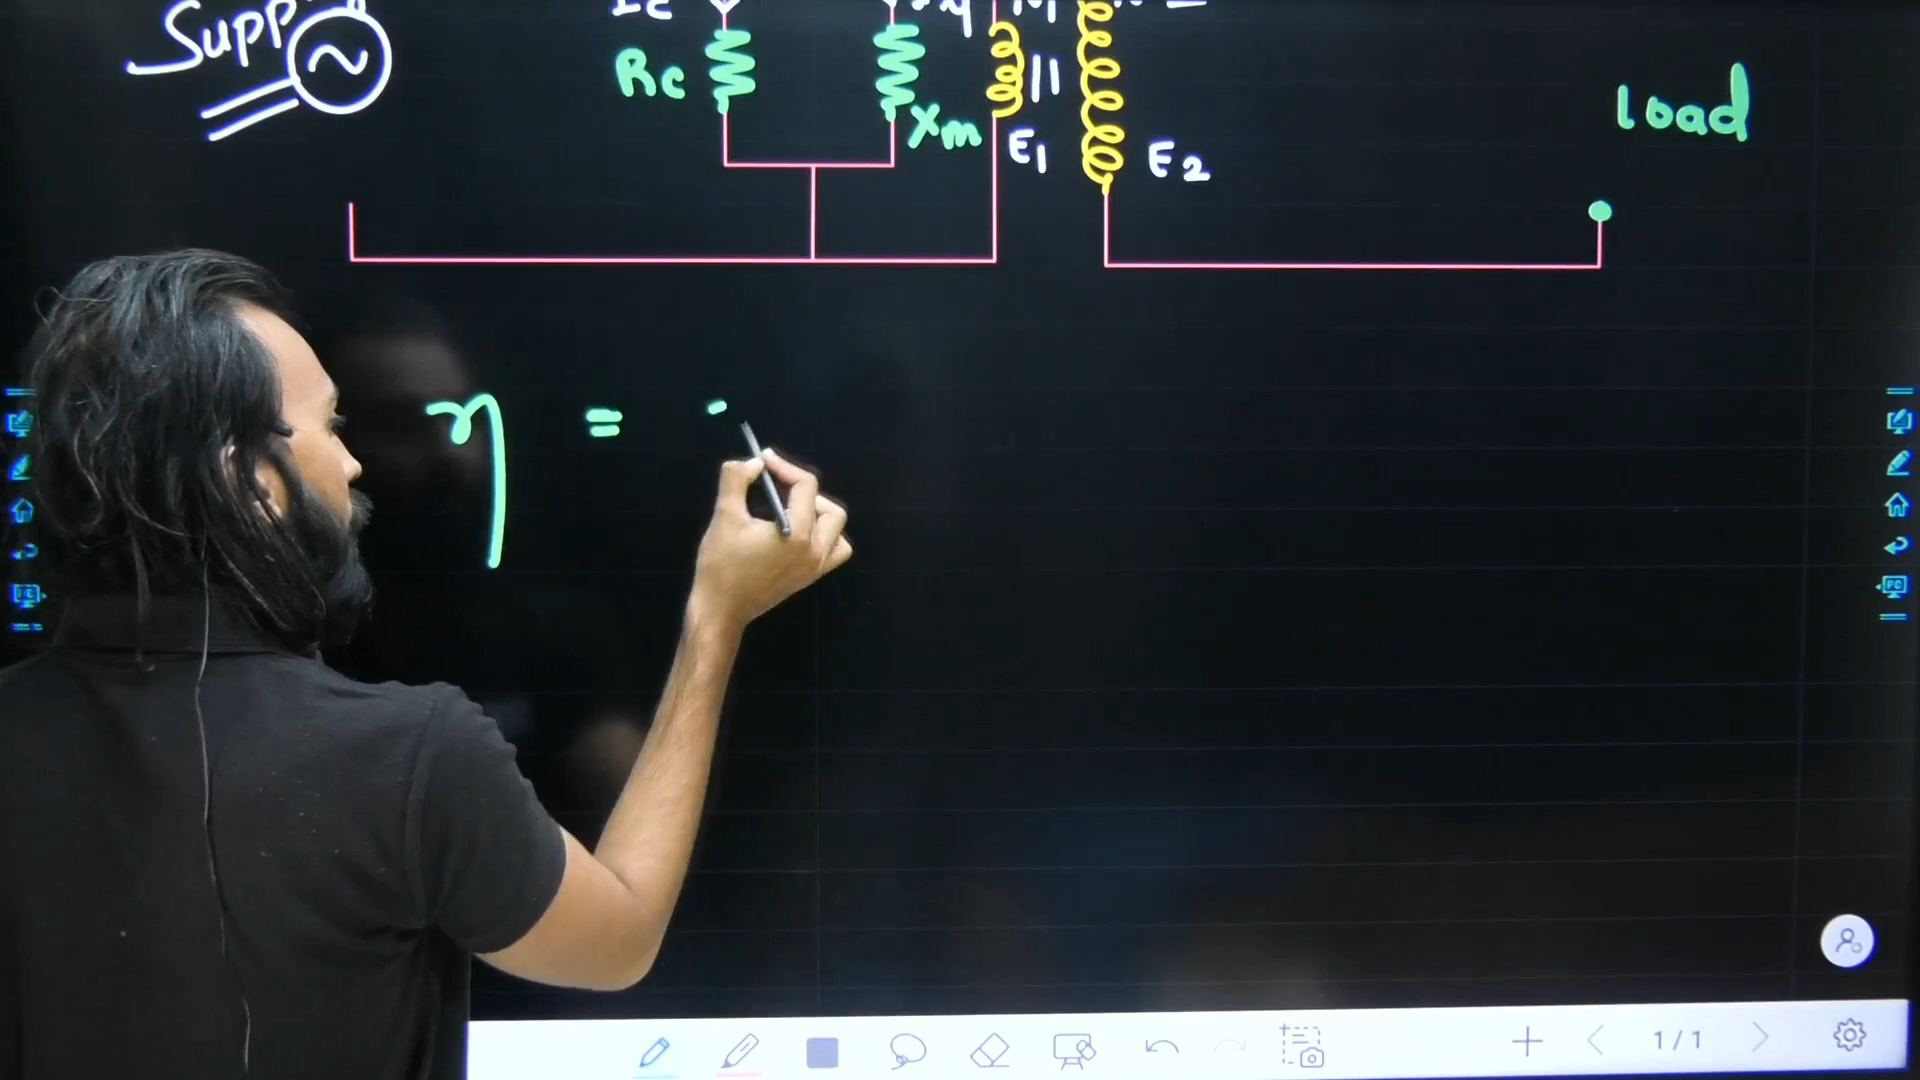 Supp
Rc
Xm
E1
E2
Load
η =
1/1